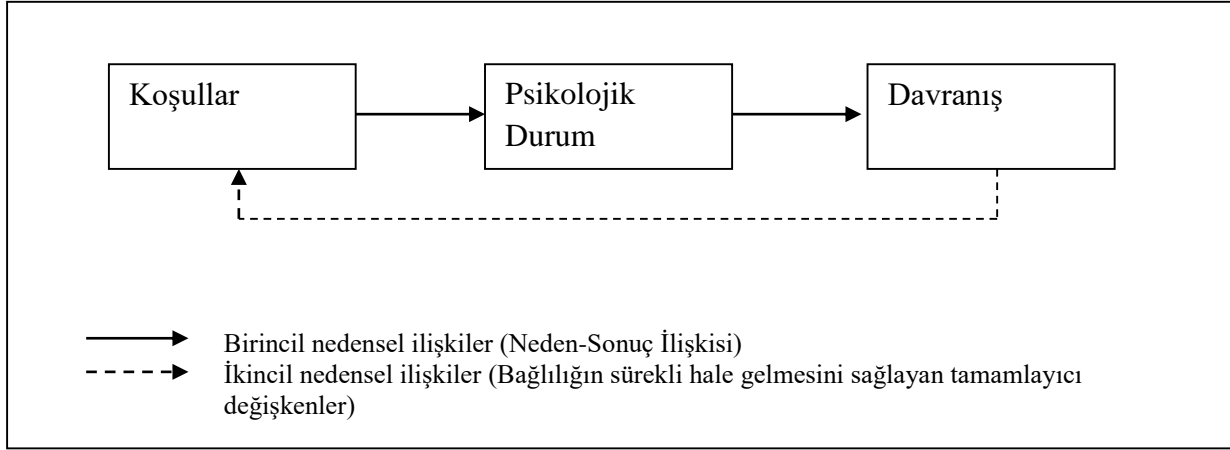 Koşullar
Psikolojik
Durum
Davranış
Birincil nedensel ilişkiler (Neden-Sonuç İlişkisi)
İkincil nedensel ilişkiler (Bağlılığın sürekli hale gelmesini sağlayan tamamlayıcı
değişkenler)